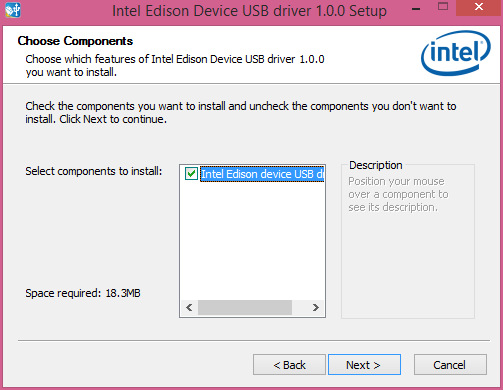 Intel Edison Device USB driver 1.0.0 Setup
Choose Components
Choose which features of Intel Edison Device USB driver 1.0.0
you want to install.
intel
Check the components you want to install and uncheck the components you don't want to
install. Click Next to continue.
Select components to install:
Intel Edison device USB dr
Description
Position your mouse
over a component to
see its description.
Space required: 18.3MB
< Back
Next >
Cancel